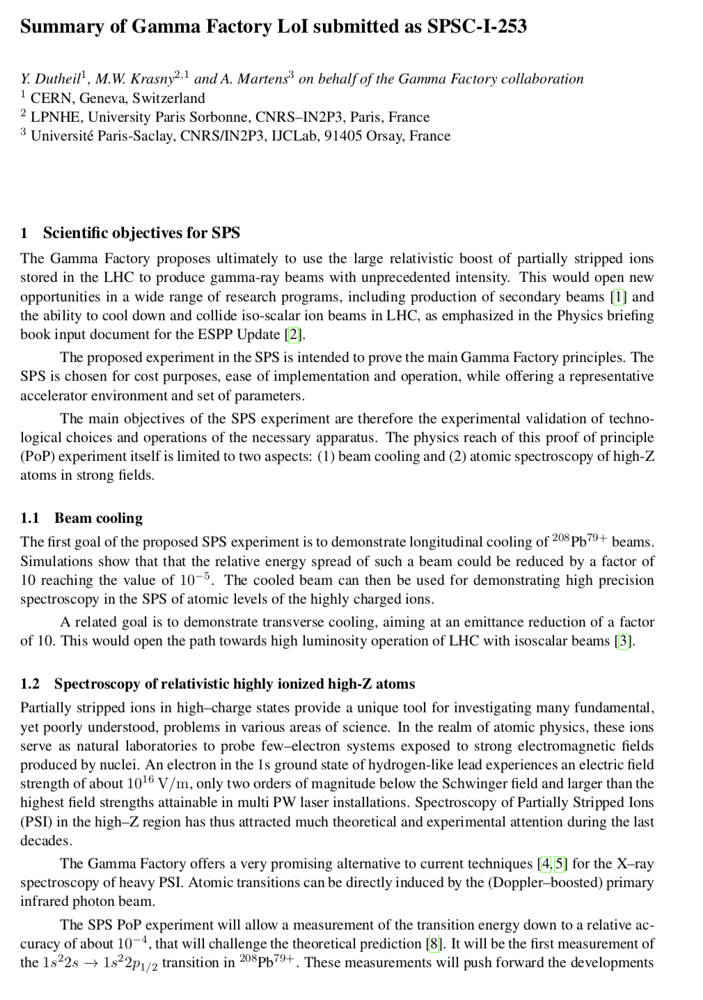 Summary of Gamma Factory LoI submitted as SPSC-I-253
Y. Dutheil¹, M.W. Krasny²,¹ and A. Martens³ on behalf of the Gamma Factory collaboration
¹ CERN, Geneva, Switzerland
² LPNHE, University Paris Sorbonne, CNRS–IN2P3, Paris, France
³ Université Paris-Saclay, CNRS/IN2P3, IJCLab, 91405 Orsay, France
1 Scientific objectives for SPS
The Gamma Factory proposes ultimately to use the large relativistic boost of partially stripped ions
stored in the LHC to produce gamma-ray beams with unprecedented intensity. This would open new
opportunities in a wide range of research programs, including production of secondary beams [1] and
the ability to cool down and collide iso-scalar ion beams in LHC, as emphasized in the Physics briefing
book input document for the ESPP Update [2].
The proposed experiment in the SPS is intended to prove the main Gamma Factory principles. The
SPS is chosen for cost purposes, ease of implementation and operation, while offering a representative
accelerator environment and set of parameters.
The main objectives of the SPS experiment are therefore the experimental validation of techno-
logical choices and operations of the necessary apparatus. The physics reach of this proof of principle
(PoP) experiment itself is limited to two aspects: (1) beam cooling and (2) atomic spectroscopy of high-Z
atoms in strong fields.
1.1 Beam cooling
The first goal of the proposed SPS experiment is to demonstrate longitudinal cooling of ²⁰⁸Pb⁷⁹⁺ beams.
Simulations show that that the relative energy spread of such a beam could be reduced by a factor of
10 reaching the value of 10⁻⁵. The cooled beam can then be used for demonstrating high precision
spectroscopy in the SPS of atomic levels of the highly charged ions.
A related goal is to demonstrate transverse cooling, aiming at an emittance reduction of a factor
of 10. This would open the path towards high luminosity operation of LHC with isoscalar beams [3].
1.2 Spectroscopy of relativistic highly ionized high-Z atoms
Partially stripped ions in high–charge states provide a unique tool for investigating many fundamental,
yet poorly understood, problems in various areas of science. In the realm of atomic physics, these ions
serve as natural laboratories to probe few–electron systems exposed to strong electromagnetic fields
produced by nuclei. An electron in the 1s ground state of hydrogen-like lead experiences an electric field
strength of about 10¹⁶ V/m, only two orders of magnitude below the Schwinger field and larger than the
highest field strengths attainable in multi PW laser installations. Spectroscopy of Partially Stripped Ions
(PSI) in the high–Z region has thus attracted much theoretical and experimental attention during the last
decades.
The Gamma Factory offers a very promising alternative to current techniques [4,5] for the X–ray
spectroscopy of heavy PSI. Atomic transitions can be directly induced by the (Doppler–boosted) primary
infrared photon beam.
The SPS PoP experiment will allow a measurement of the transition energy down to a relative ac-
curacy of about 10⁻⁴, that will challenge the theoretical prediction [8]. It will be the first measurement of
the 1s²2s → 1s²2p₁/₂ transition in ²⁰⁸Pb⁷⁹⁺. These measurements will push forward the developments